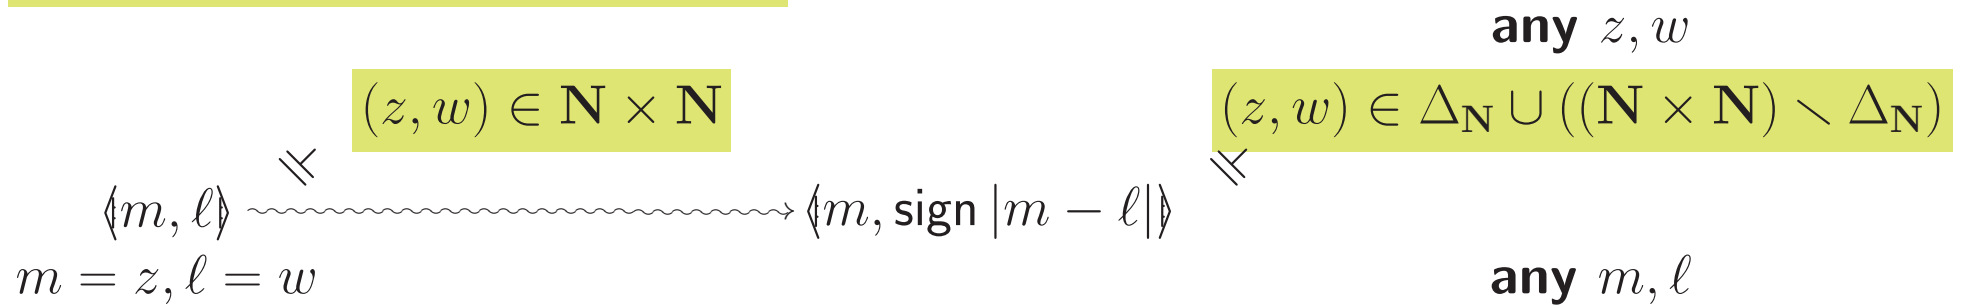 any z, w
(z, w) ∈ N × N
(z, w) ∈ Δ_N ∪ ((N × N) ∖ Δ_N)
⟪m, ℓ⟫ ⟿ ⟪m, sign |m − ℓ|⟫
m = z, ℓ = w
any m, ℓ